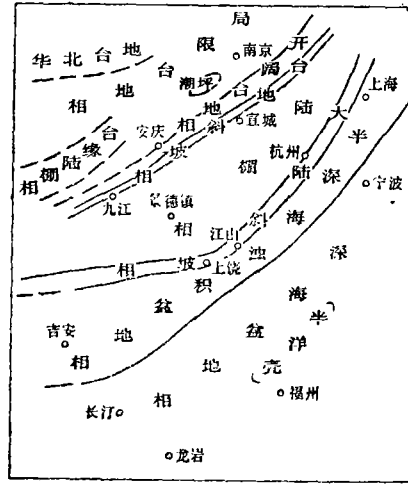 华北台地
局限台地相
南京
潮坪
开阔台地相
台地斜坡相
上海
宣城
安庆
台缘陆棚相
陆棚相
杭州
大陆斜坡相
宁波
九江
景德镇
江山
上饶
半深海浊积盆地相
深海盆地相
(半洋壳)
吉安
福州
长汀
龙岩